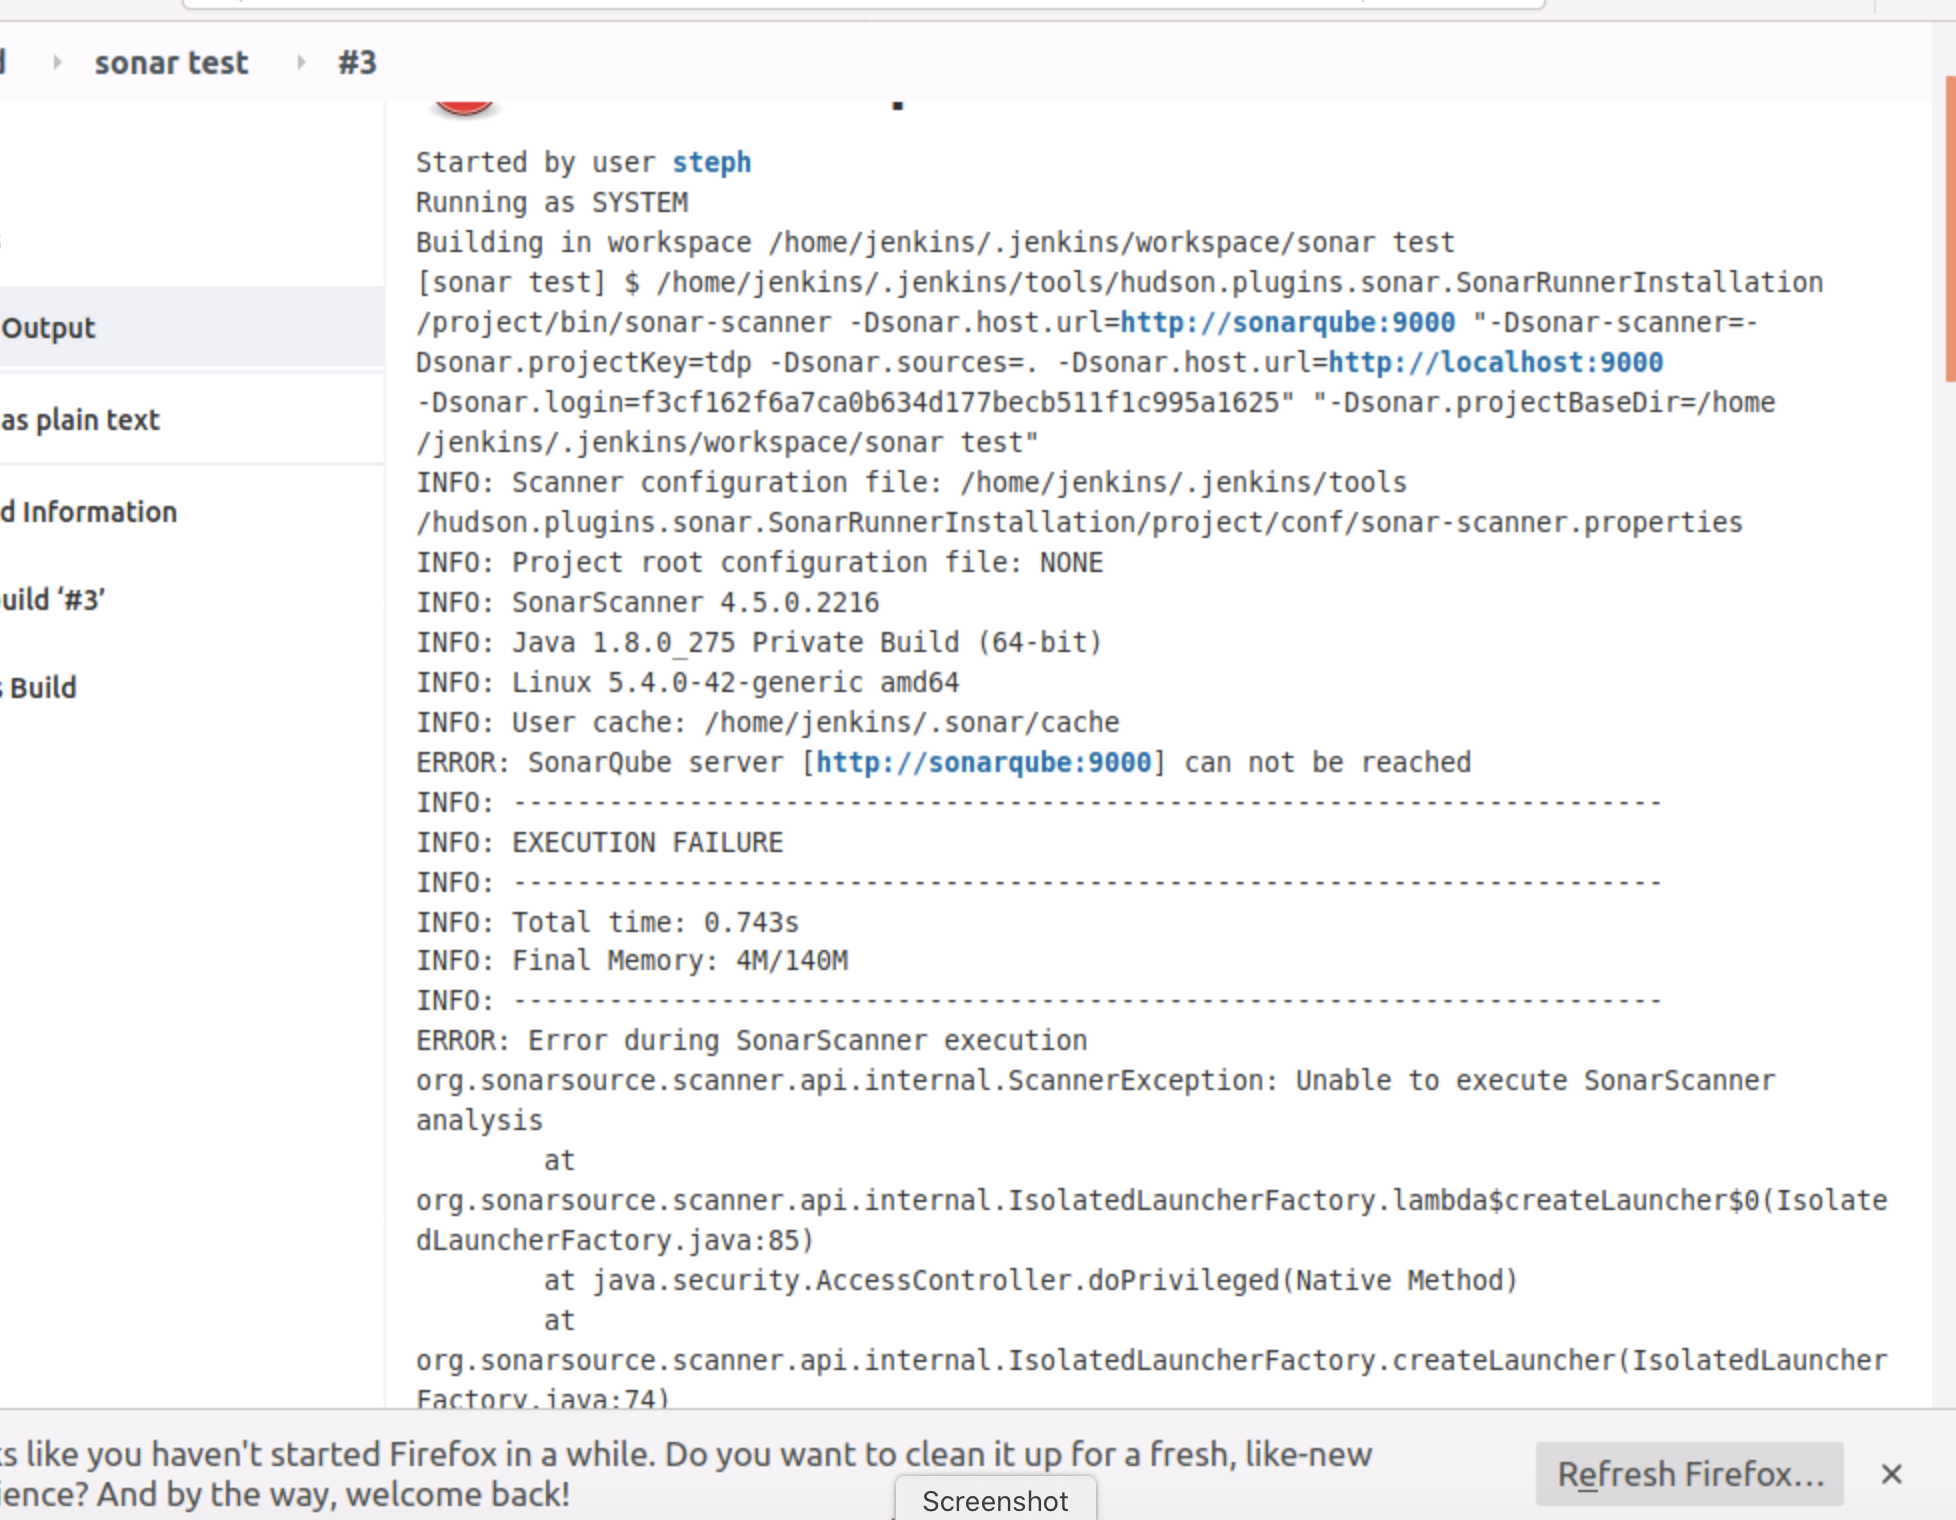 sonar test
#3
Started by user steph
Running as SYSTEM
Building in workspace /home/jenkins/.jenkins/workspace/sonar test
[sonar test] $ /home/jenkins/.jenkins/tools/hudson.plugins.sonar.SonarRunnerInstallation
/project/bin/sonar-scanner -Dsonar.host.url=http://sonarqube:9000 "-Dsonar-scanner=-
Dsonar.projectKey=tdp -Dsonar.sources=. -Dsonar.host.url=http://localhost:9000
-Dsonar.login=f3cf162f6a7ca0b634d177becb511f1c995a1625" "-Dsonar.projectBaseDir=/home
/jenkins/.jenkins/workspace/sonar test"
INFO: Scanner configuration file: /home/jenkins/.jenkins/tools
/hudson.plugins.sonar.SonarRunnerInstallation/project/conf/sonar-scanner.properties
INFO: Project root configuration file: NONE
INFO: SonarScanner 4.5.0.2216
INFO: Java 1.8.0_275 Private Build (64-bit)
INFO: Linux 5.4.0-42-generic amd64
INFO: User cache: /home/jenkins/.sonar/cache
ERROR: SonarQube server [http://sonarqube:9000] can not be reached
INFO: ------------------------------------------------------------------------
INFO: EXECUTION FAILURE
INFO: ------------------------------------------------------------------------
INFO: Total time: 0.743s
INFO: Final Memory: 4M/140M
INFO: ------------------------------------------------------------------------
ERROR: Error during SonarScanner execution
org.sonarsource.scanner.api.internal.ScannerException: Unable to execute SonarScanner
analysis
at
org.sonarsource.scanner.api.internal.IsolatedLauncherFactory.lambda$createLauncher$0(Isolate
dLauncherFactory.java:85)
at java.security.AccessController.doPrivileged(Native Method)
at
org.sonarsource.scanner.api.internal.IsolatedLauncherFactory.createLauncher(IsolatedLauncher
Factory.java:74)
Output
as plain text
d Information
uild ‘#3’
s Build
s like you haven't started Firefox in a while. Do you want to clean it up for a fresh, like-new
ience? And by the way, welcome back!
Refresh Firefox…
Screenshot